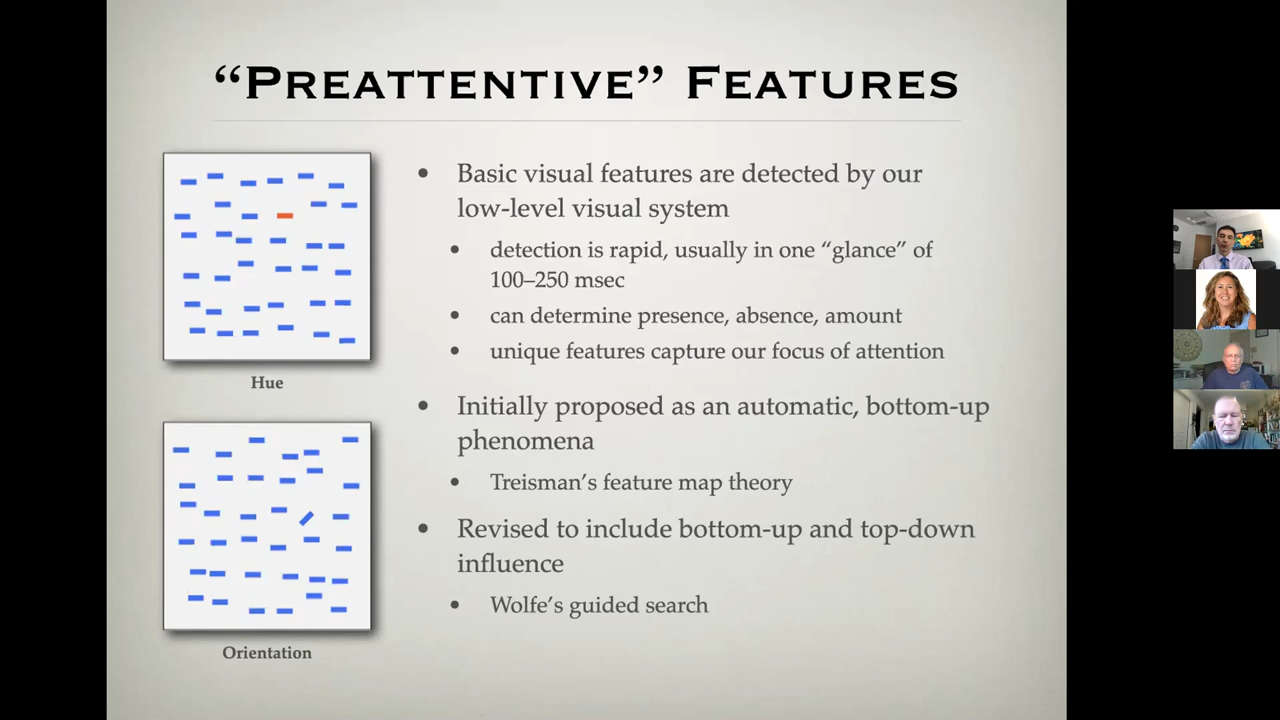 “PREATTENTIVE” FEATURES
• Basic visual features are detected by our
low-level visual system
• detection is rapid, usually in one “glance” of
100–250 msec
• can determine presence, absence, amount
• unique features capture our focus of attention
Hue
• Initially proposed as an automatic, bottom-up
phenomena
• Treisman’s feature map theory
• Revised to include bottom-up and top-down
influence
• Wolfe’s guided search
Orientation